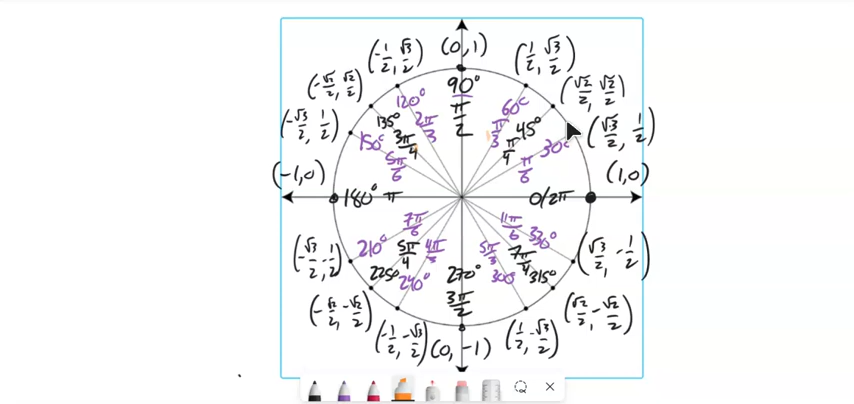 (-1/2, √3/2) (0,1) (1/2, √3/2)
(-√2/2, √2/2) 90° (√2/2, √2/2)
120° π/2 60°
(-√3/2, 1/2) 135° 2π/3 π/3 45° (√3/2, 1/2)
150° 3π/4 π/4 30°
5π/6 π/6
(-1,0) (1,0)
180° π 0/2π
7π/6 11π/6
210° 5π/4 4π/3 5π/3 7π/4 330°
(-√3/2, -1/2) (√3/2, -1/2)
225° 240° 270° 300° 315°
3π/2
(-√2/2, -√2/2) (√2/2, -√2/2)
(-1/2, -√3/2) (0, -1) (1/2, -√3/2)